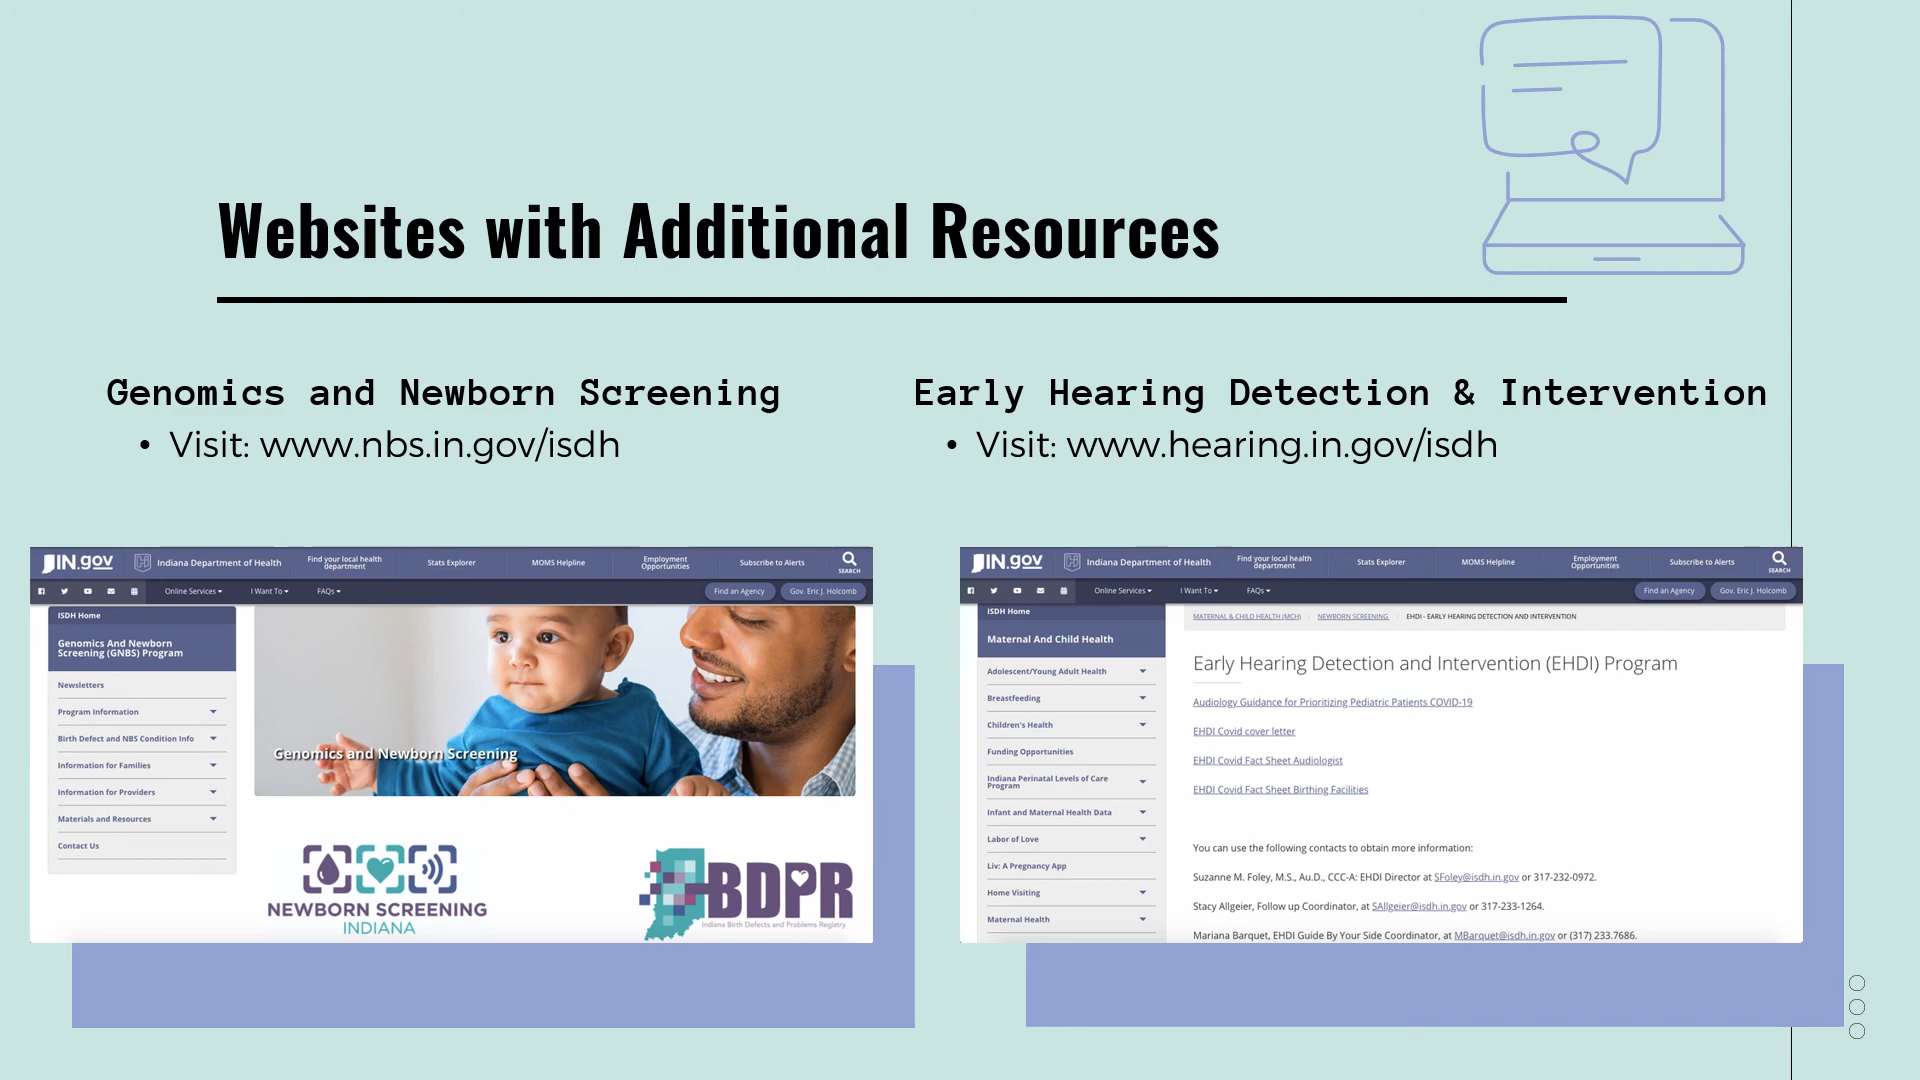 Websites with Additional Resources
Genomics and Newborn Screening
• Visit: www.nbs.in.gov/isdh
Early Hearing Detection & Intervention
• Visit: www.hearing.in.gov/isdh
IN.gov
Indiana Department of Health
Find your local health
department
Stats Explorer
MOMS Helpline
Employment
Opportunities
Subscribe to Alerts
SEARCH
Online Services
I Want To
FAQs
Find an Agency
Gov. Eric J. Holcomb
ISDH Home
Genomics And Newborn
Screening (GNBS) Program
Newsletters
Program Information
Birth Defect and NBS Condition Info
Information for Families
Information for Providers
Materials and Resources
Contact Us
Genomics and Newborn Screening
NEWBORN SCREENING
INDIANA
BDPR
Indiana Birth Defects and Problems Registry
IN.gov
Indiana Department of Health
Find your local health
department
Stats Explorer
MOMS Helpline
Employment
Opportunities
Subscribe to Alerts
SEARCH
Online Services
I Want To
FAQs
Find an Agency
Gov. Eric J. Holcomb
ISDH Home
Maternal And Child Health
Adolescent/Young Adult Health
Breastfeeding
Children's Health
Funding Opportunities
Indiana Perinatal Levels of Care
Program
Infant and Maternal Health Data
Labor of Love
Liv: A Pregnancy App
Home Visiting
Maternal Health
MATERNAL & CHILD HEALTH (MCH) / NEWBORN SCREENING / EHDI - EARLY HEARING DETECTION AND INTERVENTION
Early Hearing Detection and Intervention (EHDI) Program
Audiology Guidance for Prioritizing Pediatric Patients COVID-19
EHDI Covid cover letter
EHDI Covid Fact Sheet Audiologist
EHDI Covid Fact Sheet Birthing Facilities
You can use the following contacts to obtain more information:
Suzanne M. Foley, M.S., Au.D., CCC-A: EHDI Director at SFoley@isdh.in.gov or 317-232-0972.
Stacy Allgeier, Follow up Coordinator, at SAllgeier@isdh.in.gov or 317-233-1264.
Mariana Barquet, EHDI Guide By Your Side Coordinator, at MBarquet@isdh.in.gov or (317) 233.7686.